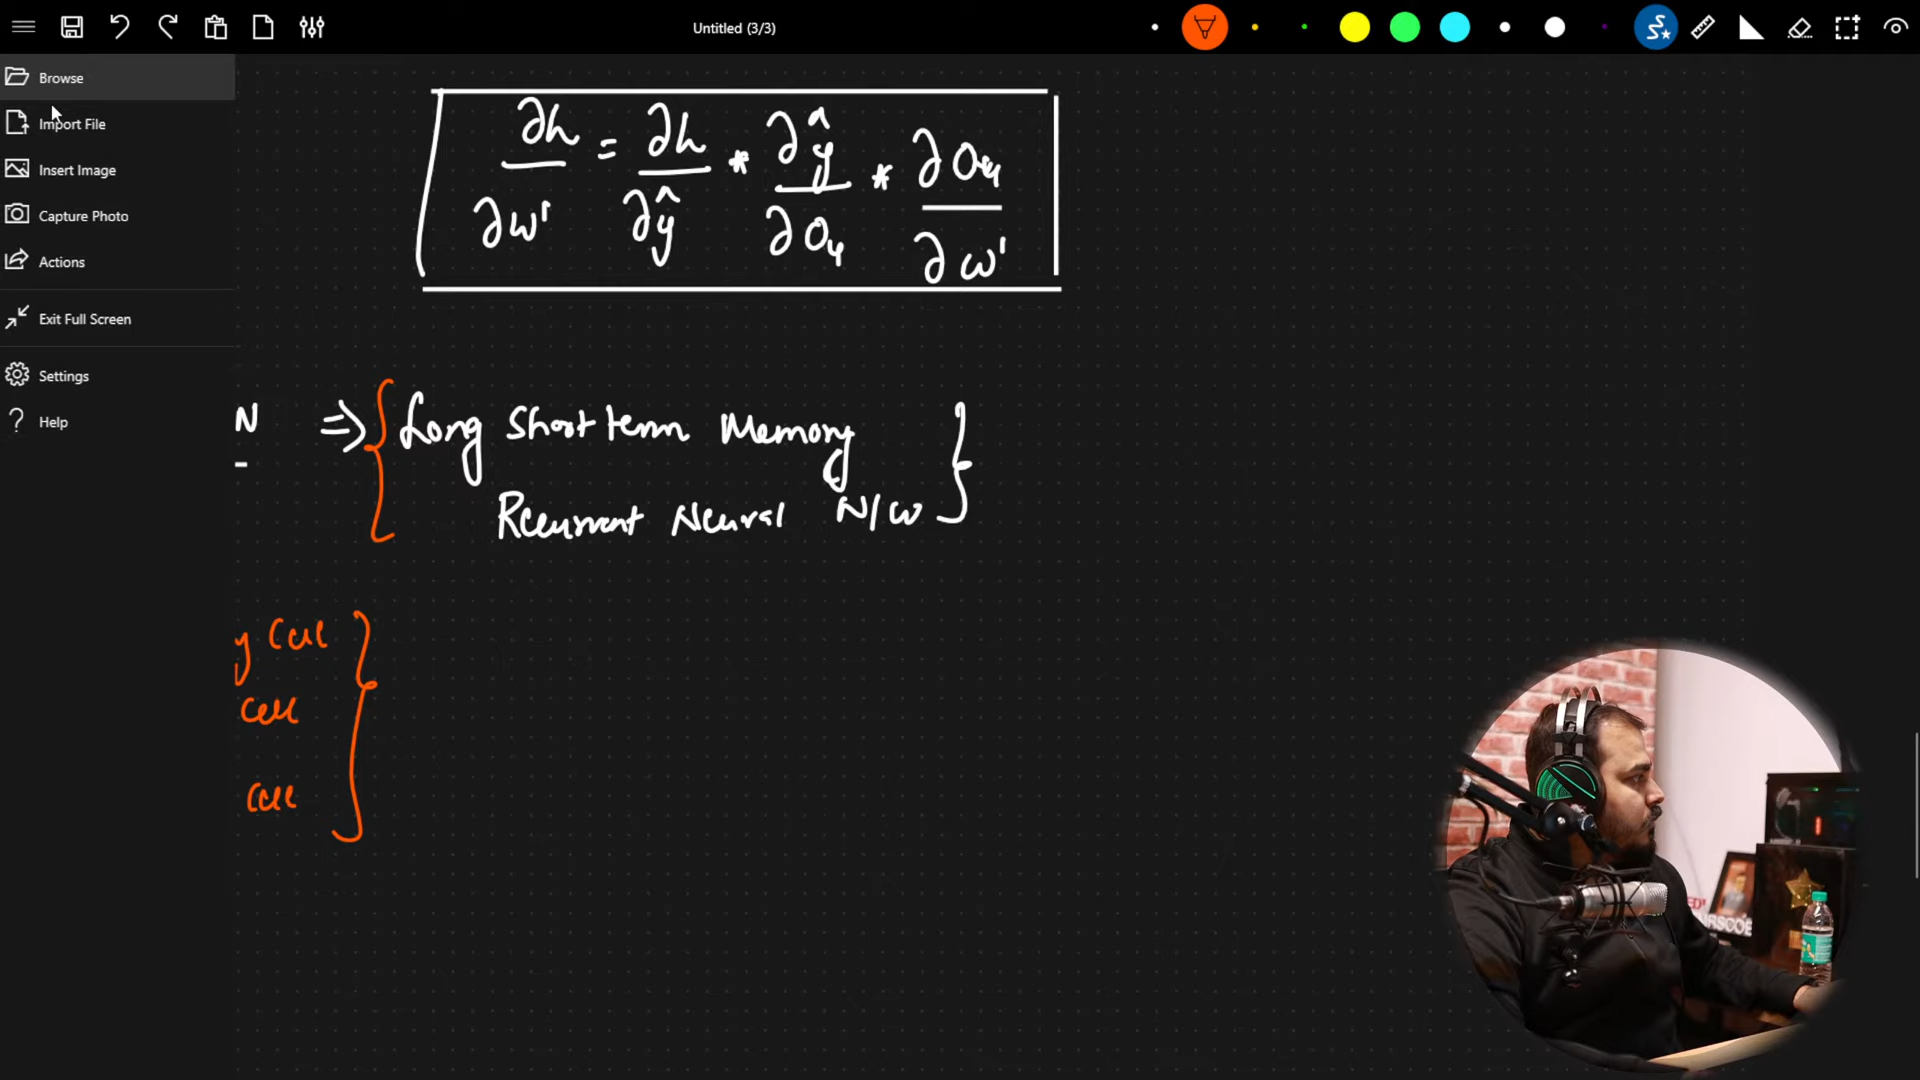 Untitled (3/3)
Browse
Import File
Insert Image
Capture Photo
Actions
Exit Full Screen
Settings
Help
∂h/∂w' = ∂h/∂ŷ * ∂ŷ/∂O₄ * ∂O₄/∂w'
N => { Long Short term Memory
Recurrent Neural N/w }
y Cell }
Cell
Cell